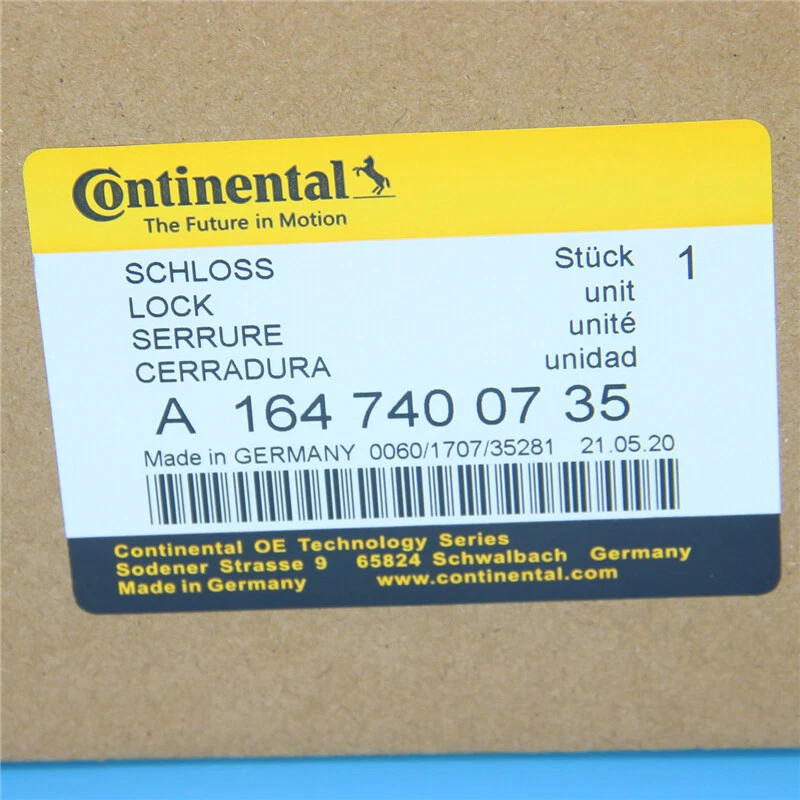 Continental
The Future in Motion
SCHLOSS Stück 1
LOCK unit
SERRURE unité
CERRADURA unidad
A 164 740 07 35
Made in GERMANY 0060/1707/35281 21.05.20
Continental OE Technology Series
Sodener Strasse 9 65824 Schwalbach Germany
Made in Germany www.continental.com